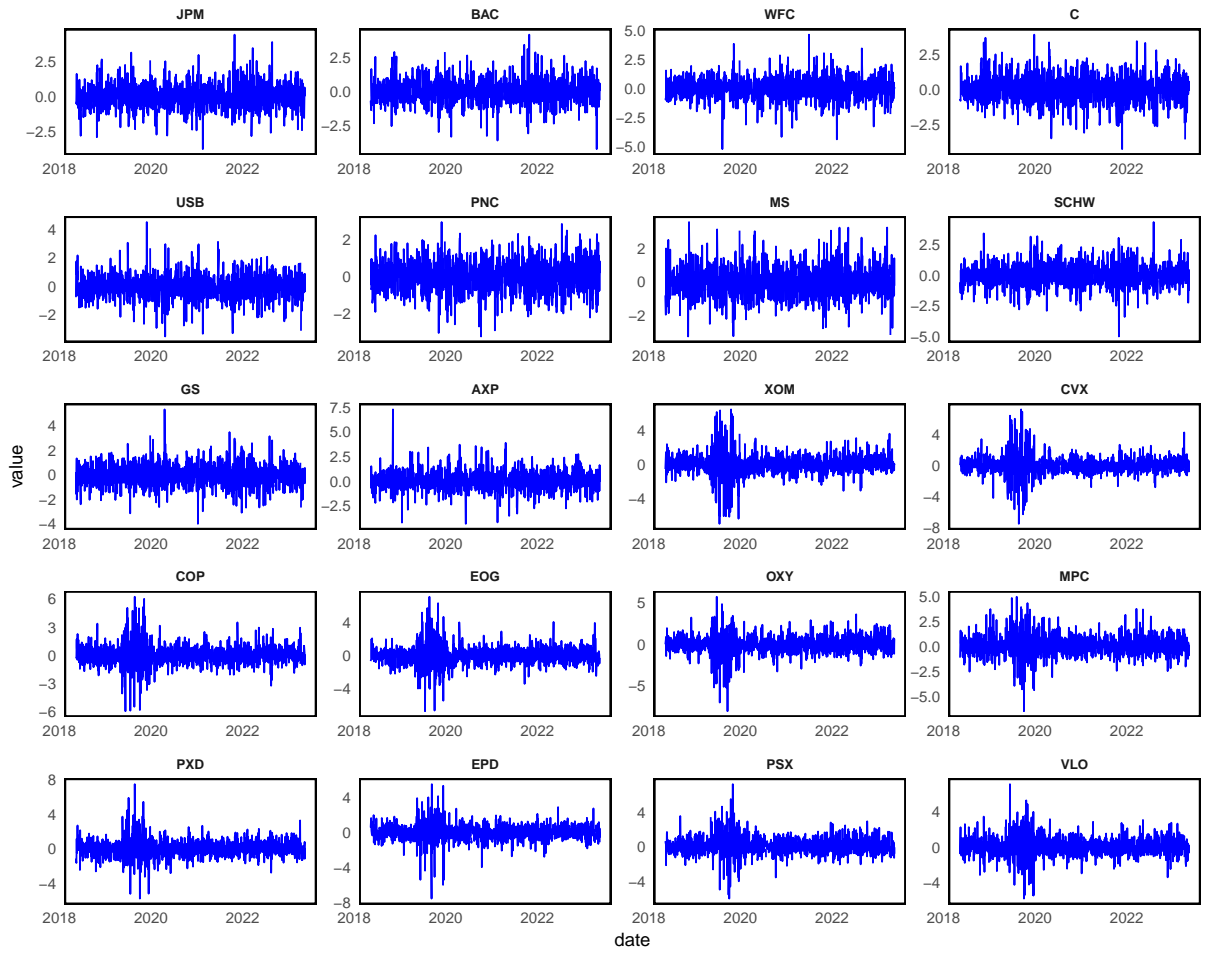 JPM BAC WFC C
2.5 0.0 −2.5
2.5 0.0 −2.5
5.0 2.5 0.0 −2.5 −5.0
2.5 0.0 −2.5
2018 2020 2022 2018 2020 2022 2018 2020 2022 2018 2020 2022
USB PNC MS SCHW
4 2 0 −2
2 0 −2
2 0 −2
2.5 0.0 −2.5 −5.0
2018 2020 2022 2018 2020 2022 2018 2020 2022 2018 2020 2022
GS AXP XOM CVX
4 2 0 −2 −4
7.5 5.0 2.5 0.0 −2.5
4 0 −4
4 0 −4 −8
2018 2020 2022 2018 2020 2022 2018 2020 2022 2018 2020 2022
value
COP EOG OXY MPC
6 3 0 −3 −6
4 0 −4
5 0 −5
5.0 2.5 0.0 −2.5 −5.0
2018 2020 2022 2018 2020 2022 2018 2020 2022 2018 2020 2022
PXD EPD PSX VLO
8 4 0 −4
4 0 −4 −8
4 0 −4
4 0 −4
2018 2020 2022 2018 2020 2022 2018 2020 2022 2018 2020 2022
date